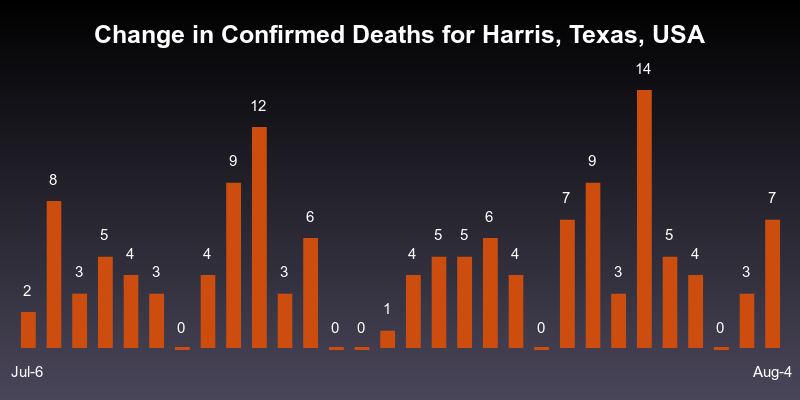 Change in Confirmed Deaths for Harris, Texas, USA
2 8 3 5 4 3 0 4 9 12 3 6 0 0 1 4 5 5 6 4 0 7 9 3 14 5 4 0 3 7
Jul-6 Aug-4